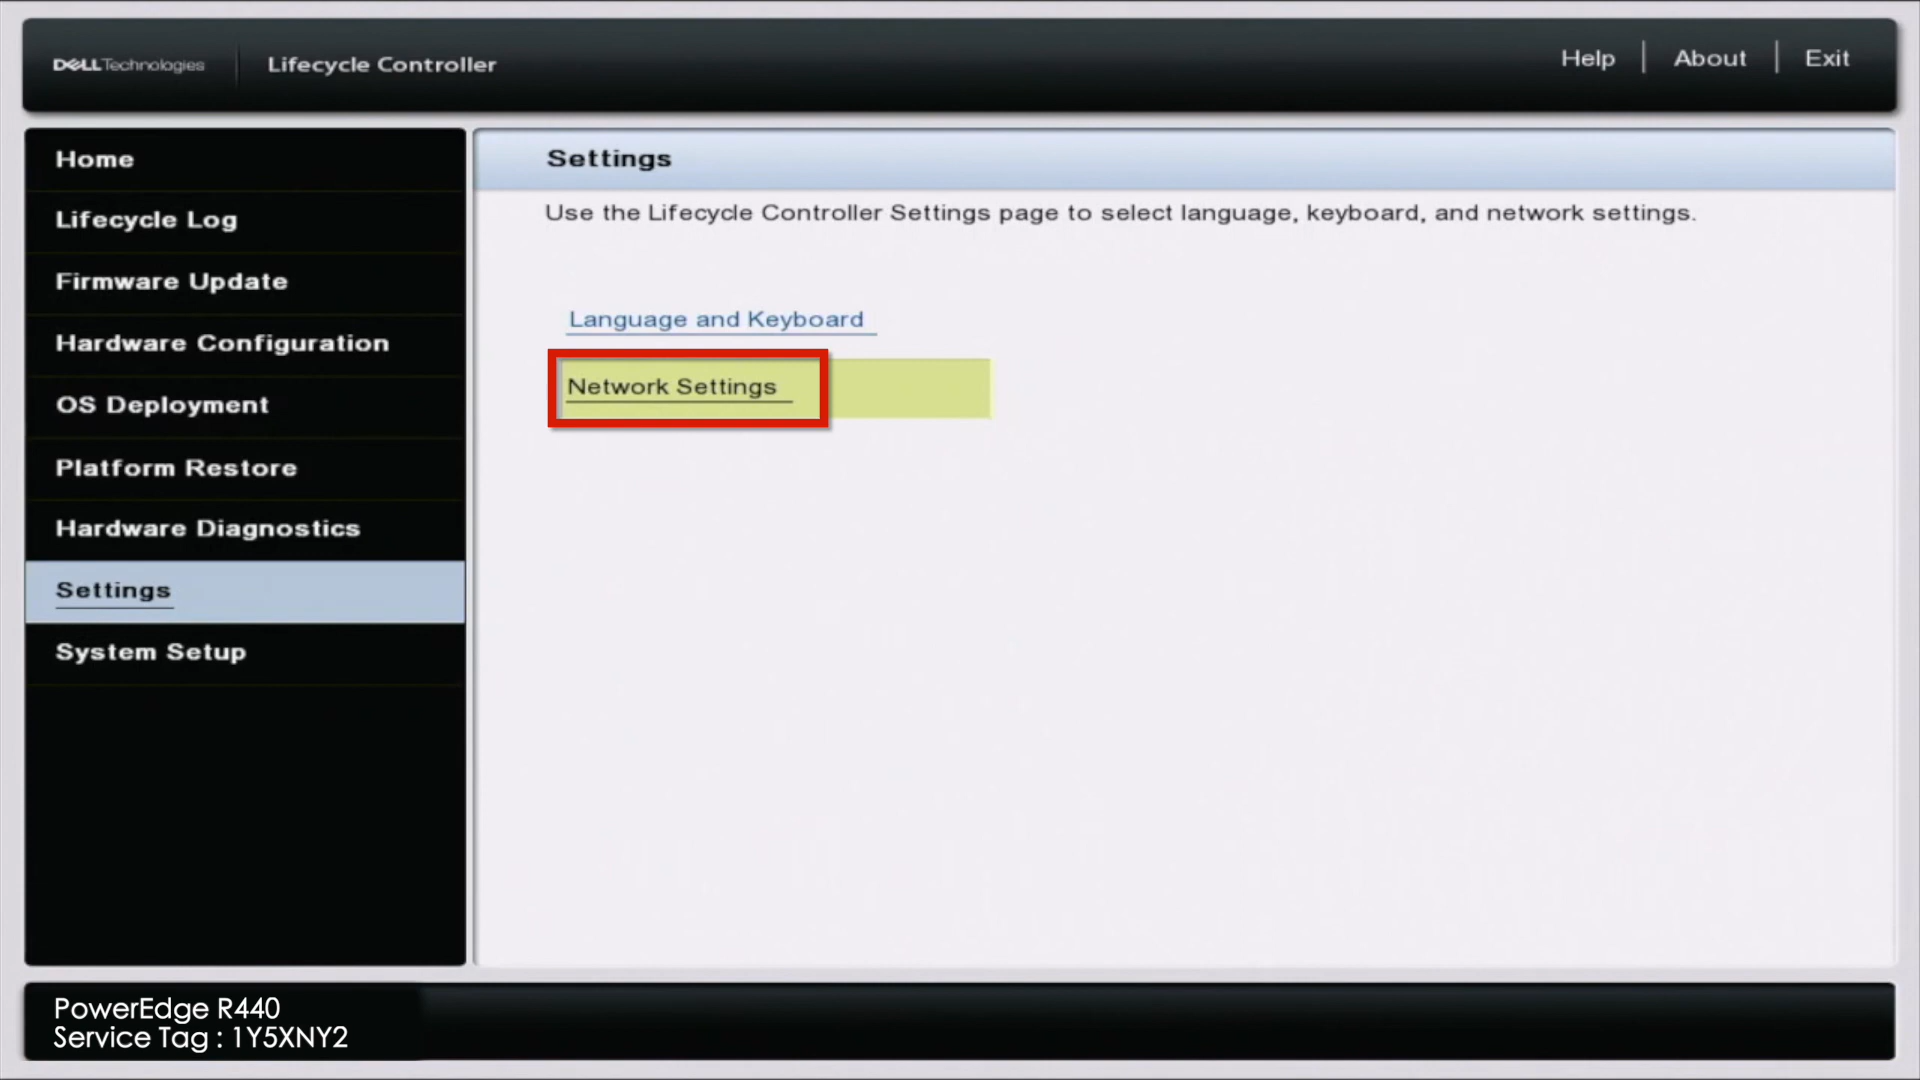 DELLTechnologies
Lifecycle Controller
Help
About
Exit
Home
Lifecycle Log
Firmware Update
Hardware Configuration
OS Deployment
Platform Restore
Hardware Diagnostics
Settings
System Setup
Settings
Use the Lifecycle Controller Settings page to select language, keyboard, and network settings.
Language and Keyboard
Network Settings
PowerEdge R440
Service Tag : 1Y5XNY2